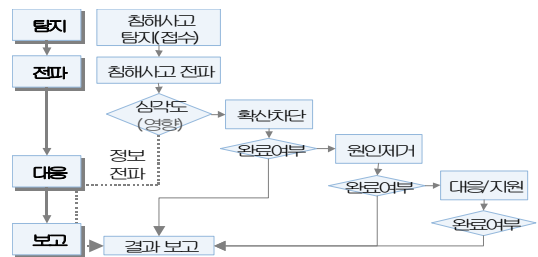 탐지
침해사고
탐지(접수)
전파
침해사고 전파
심각도
(영향)
확산차단
완료여부
원인제거
정보
전파
대응
완료여부
대응/지원
완료여부
보고
결과 보고